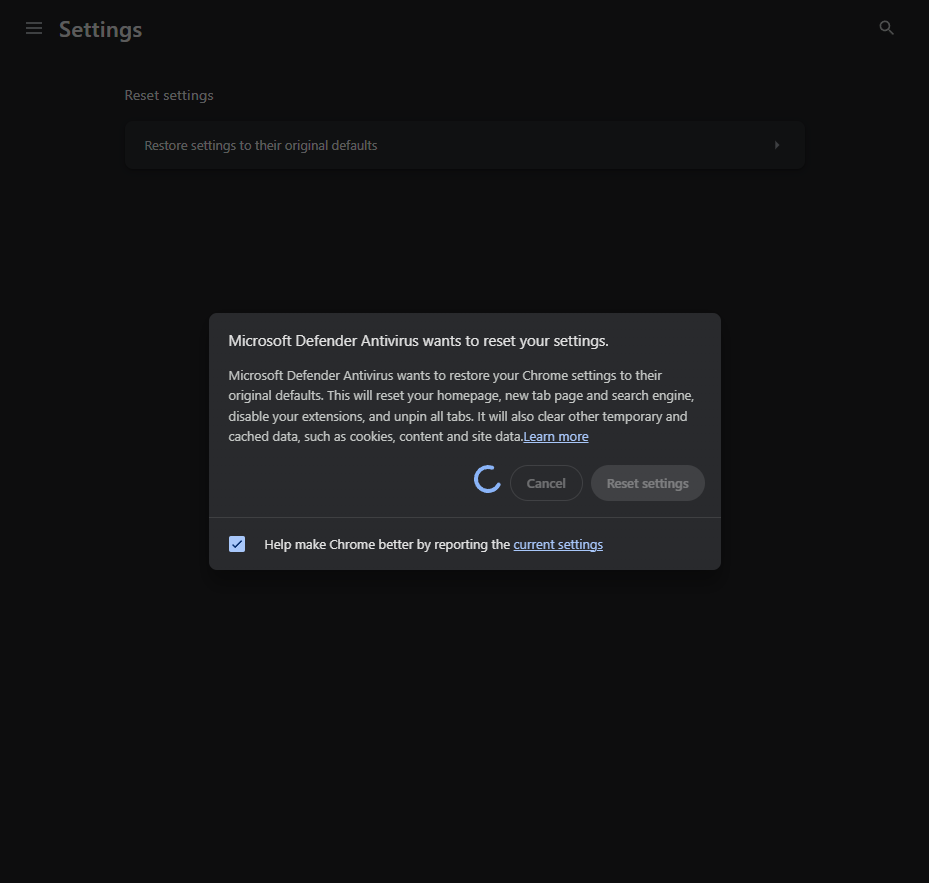 Settings
Reset settings
Restore settings to their original defaults
Microsoft Defender Antivirus wants to reset your settings.
Microsoft Defender Antivirus wants to restore your Chrome settings to their
original defaults. This will reset your homepage, new tab page and search engine,
disable your extensions, and unpin all tabs. It will also clear other temporary and
cached data, such as cookies, content and site data.Learn more
Cancel
Reset settings
Help make Chrome better by reporting the current settings